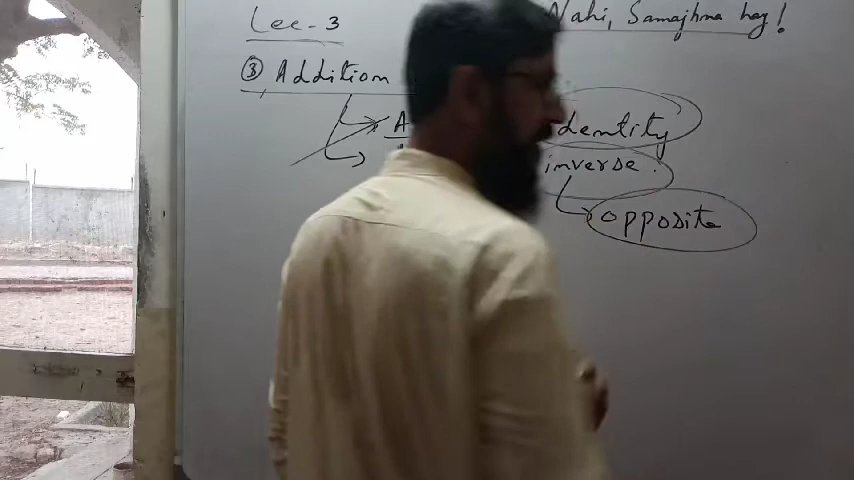 Lec-3 Nahi, Samajhna hay!
③ Addition
dentity
inverse.
opposite